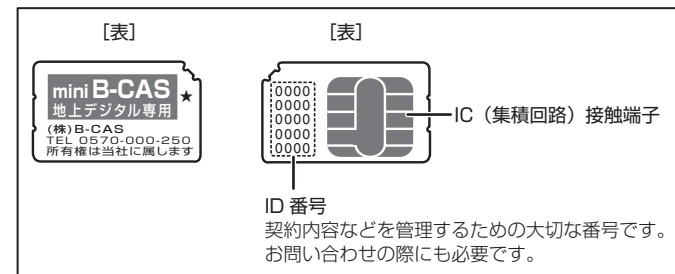 ［表］
mini B-CAS ★
地上デジタル専用
(株)B-CAS
TEL 0570-000-250
所有権は当社に属します
［表］
0000
0000
0000
0000
0000
IC（集積回路）接触端子
ID 番号
契約内容などを管理するための大切な番号です。
お問い合わせの際にも必要です。